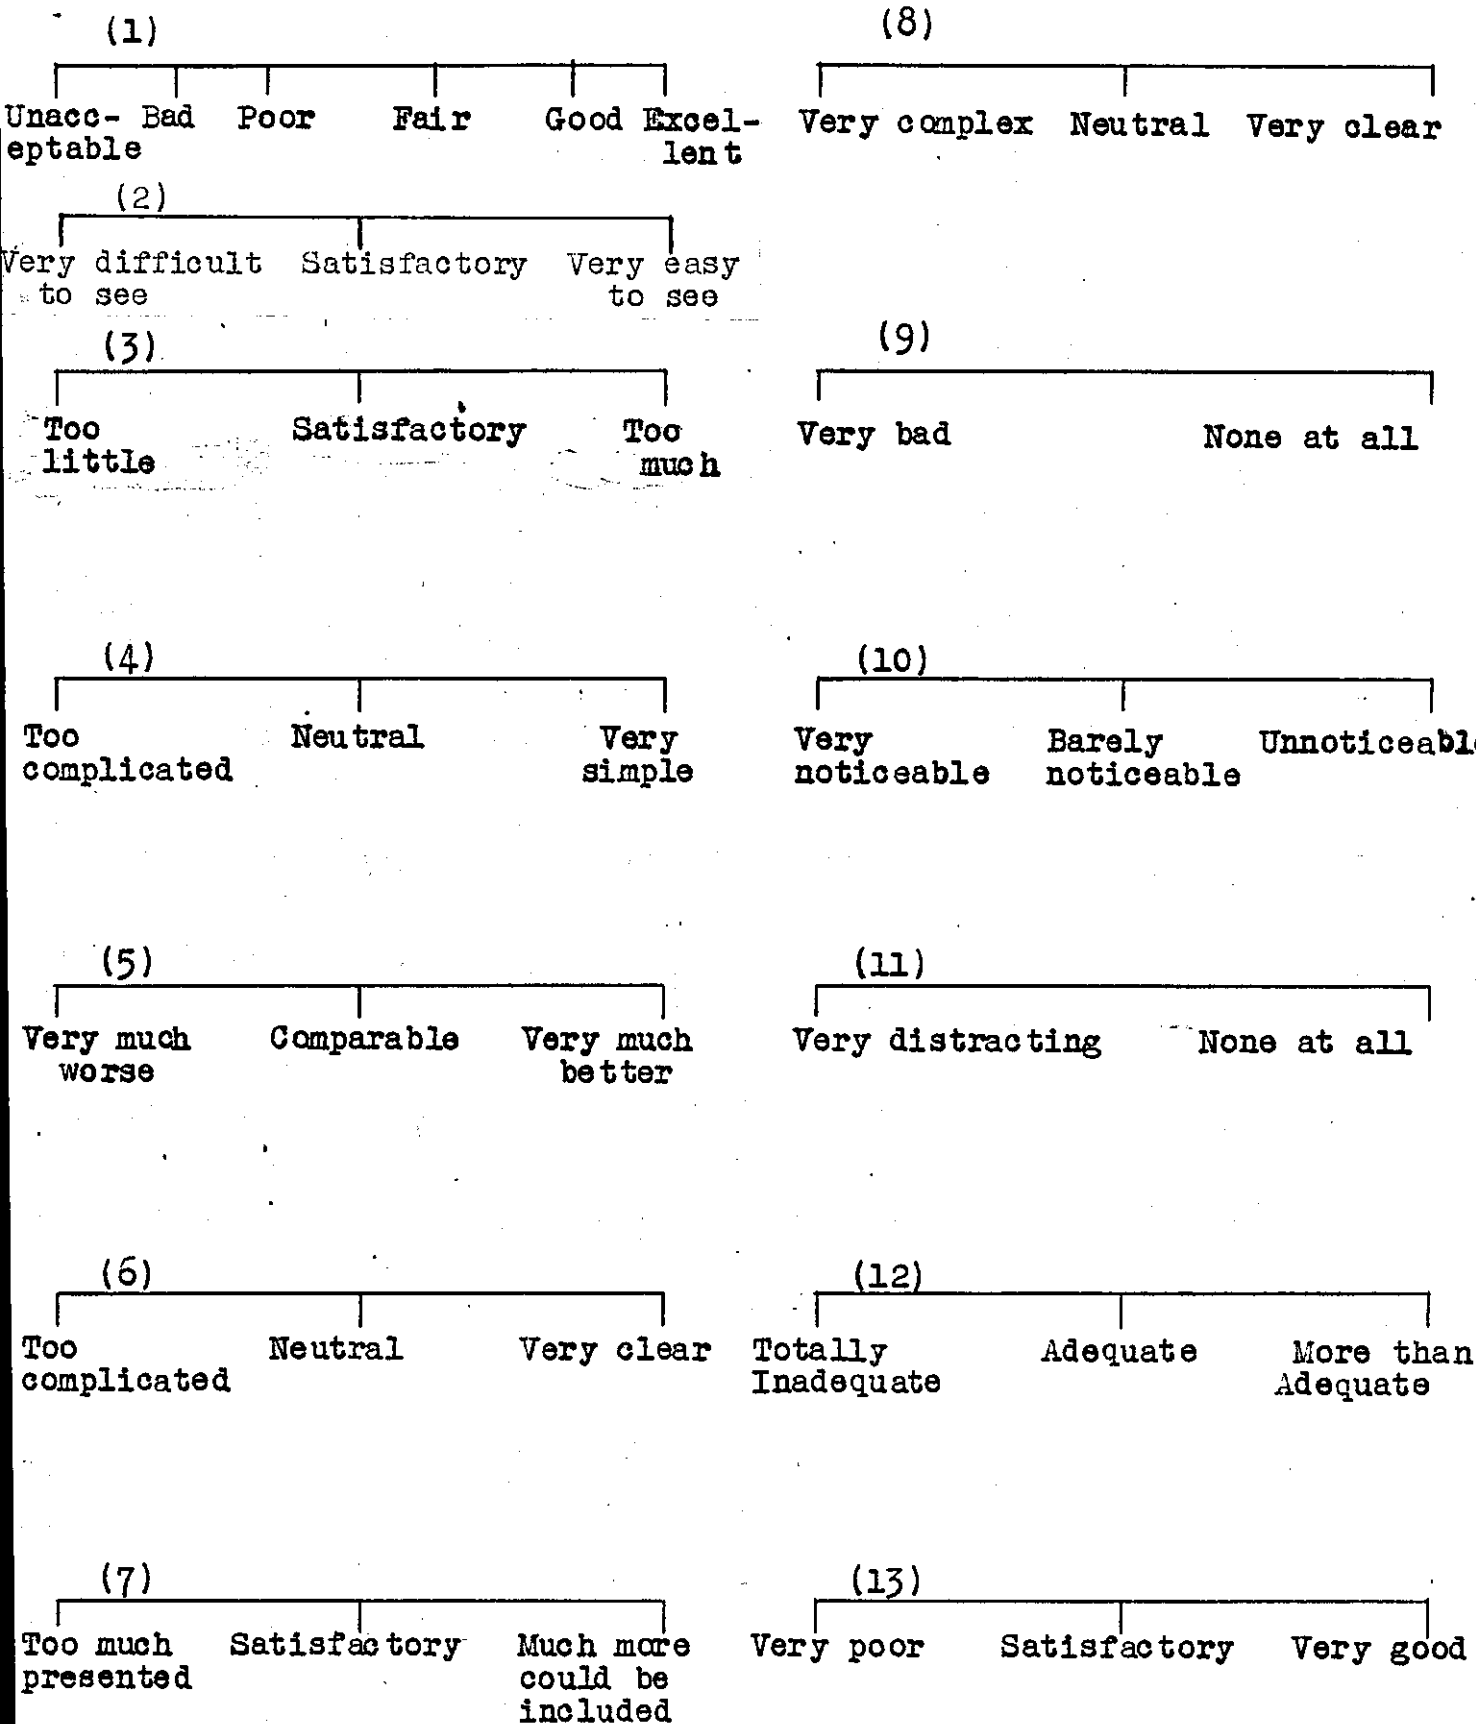 (1)
Unacc- Bad Poor Fair Good Excel-
eptable lent
(2)
Very difficult Satisfactory Very easy
to see to see
(3)
Too Satisfactory Too
little much
(4)
Too Neutral Very
complicated simple
(5)
Very much Comparable Very much
worse better
(6)
Too Neutral Very clear
complicated
(7)
Too much Satisfactory Much more
presented could be
included
(8)
Very complex Neutral Very clear
(9)
Very bad None at all
(10)
Very Barely Unnoticeable
noticeable noticeable
(11)
Very distracting None at all
(12)
Totally Adequate More than
Inadequate Adequate
(13)
Very poor Satisfactory Very good